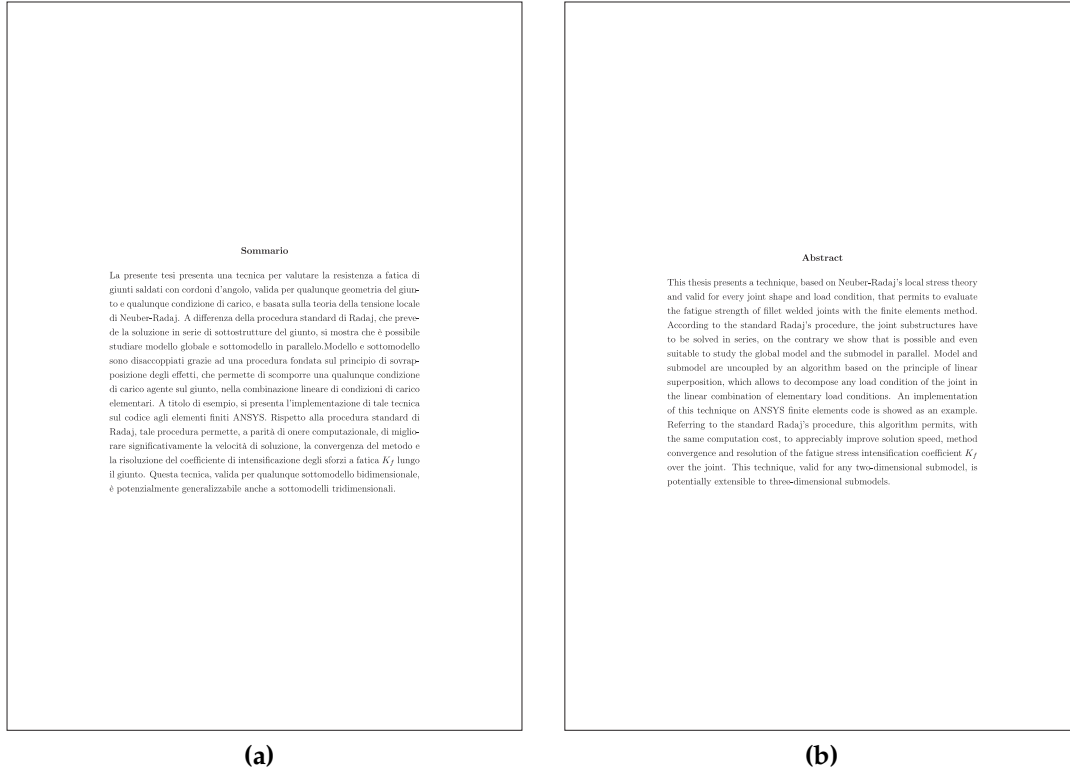 Sommario
La presente tesi presenta una tecnica per valutare la resistenza a fatica di
giunti saldati con cordoni d'angolo, valida per qualunque geometria del giun-
to e qualunque condizione di carico, e basata sulla teoria della tensione locale
di Neuber-Radaj. A differenza della procedura standard di Radaj, che preve-
de la soluzione in serie di sottostrutture del giunto, si mostra che è possibile
studiare modello globale e sottomodello in parallelo.Modello e sottomodello
sono disaccoppiati grazie ad una procedura fondata sul principio di sovrap-
posizione degli effetti, che permette di scomporre una qualunque condizione
di carico agente sul giunto, nella combinazione lineare di condizioni di carico
elementari. A titolo di esempio, si presenta l'implementazione di tale tecnica
sul codice agli elementi finiti ANSYS. Rispetto alla procedura standard di
Radaj, tale procedura permette, a parità di onere computazionale, di miglio-
rare significativamente la velocità di soluzione, la convergenza del metodo e
la risoluzione del coefficiente di intensificazione degli sforzi a fatica K_f lungo
il giunto. Questa tecnica, valida per qualunque sottomodello bidimensionale,
è potenzialmente generalizzabile anche a sottomodelli tridimensionali.
(a)
Abstract
This thesis presents a technique, based on Neuber-Radaj's local stress theory
and valid for every joint shape and load condition, that permits to evaluate
the fatigue strength of fillet welded joints with the finite elements method.
According to the standard Radaj's procedure, the joint substructures have
to be solved in series, on the contrary we show that is possible and even
suitable to study the global model and the submodel in parallel. Model and
submodel are uncoupled by an algorithm based on the principle of linear
superposition, which allows to decompose any load condition of the joint in
the linear combination of elementary load conditions. An implementation
of this technique on ANSYS finite elements code is showed as an example.
Referring to the standard Radaj's procedure, this algorithm permits, with
the same computation cost, to appreciably improve solution speed, method
convergence and resolution of the fatigue stress intensification coefficient K_f
over the joint. This technique, valid for any two-dimensional submodel, is
potentially extensible to three-dimensional submodels.
(b)